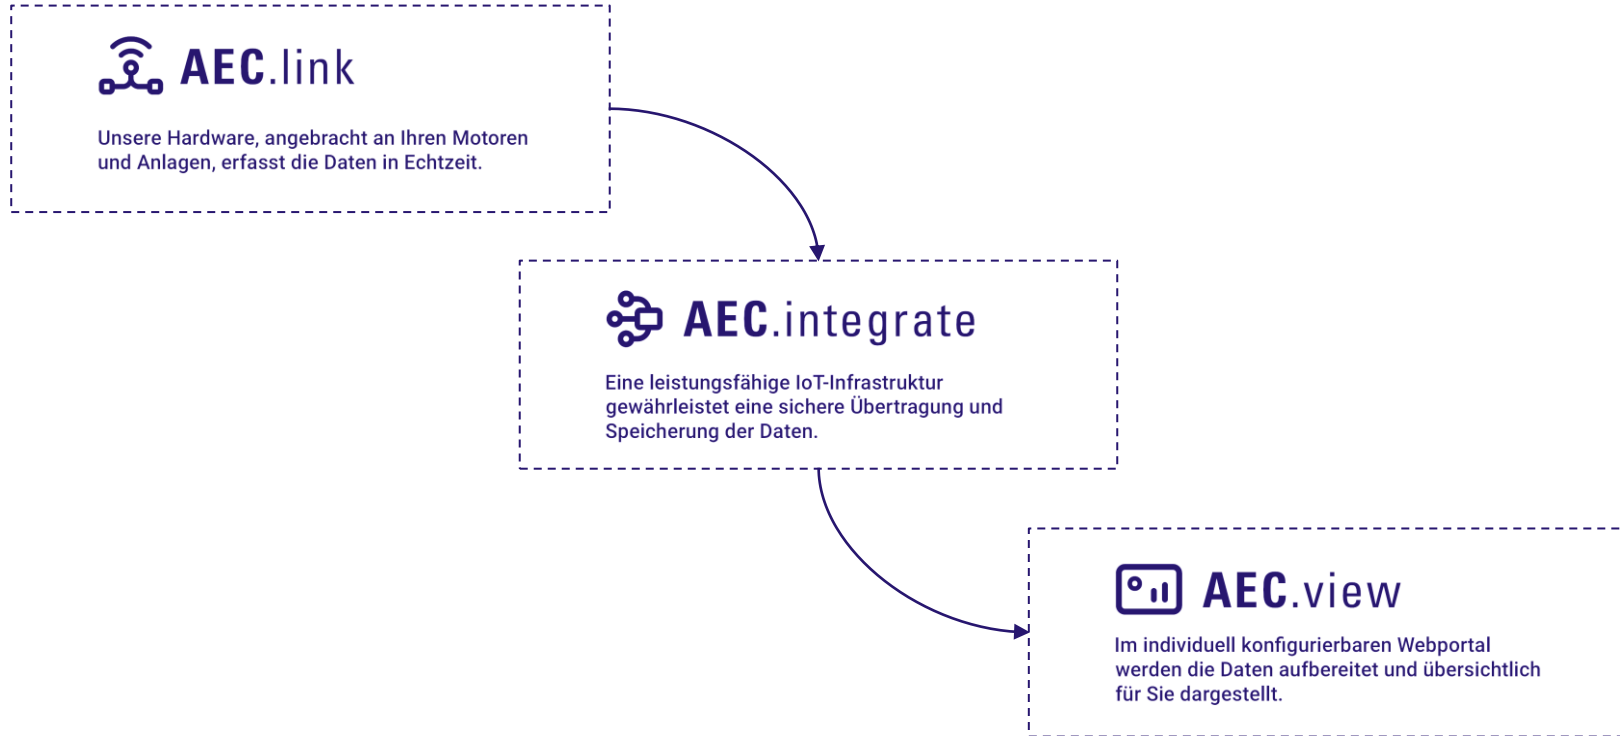 AEC.link
Unsere Hardware, angebracht an Ihren Motoren
und Anlagen, erfasst die Daten in Echtzeit.
AEC.integrate
Eine leistungsfähige IoT-Infrastruktur
gewährleistet eine sichere Übertragung und
Speicherung der Daten.
AEC.view
Im individuell konfigurierbaren Webportal
werden die Daten aufbereitet und übersichtlich
für Sie dargestellt.